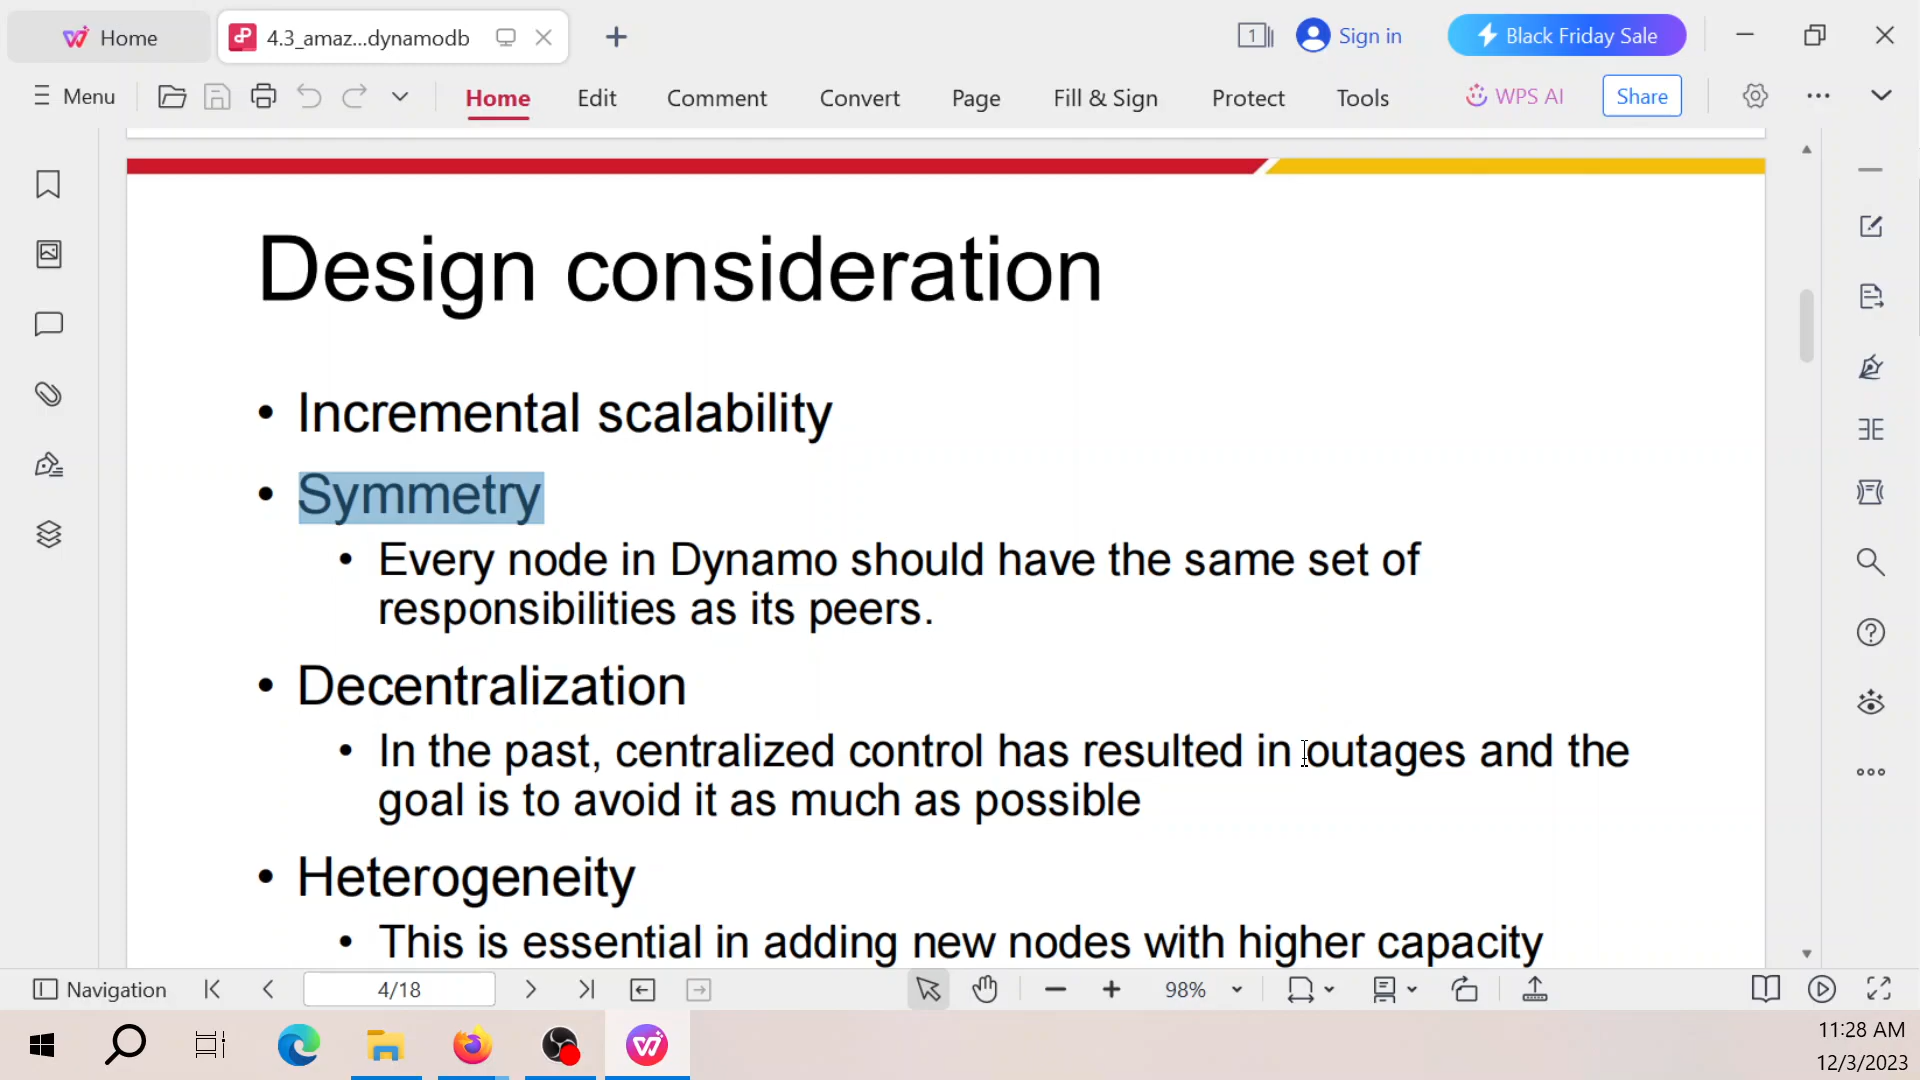 Home
4.3_amaz...dynamodb
1
Sign in
Black Friday Sale
Menu
Home
Edit
Comment
Convert
Page
Fill & Sign
Protect
Tools
WPS AI
Share
Design consideration
• Incremental scalability
• Symmetry
• Every node in Dynamo should have the same set of
responsibilities as its peers.
• Decentralization
• In the past, centralized control has resulted in outages and the
goal is to avoid it as much as possible
• Heterogeneity
• This is essential in adding new nodes with higher capacity
Navigation
4/18
98%
11:28 AM
12/3/2023